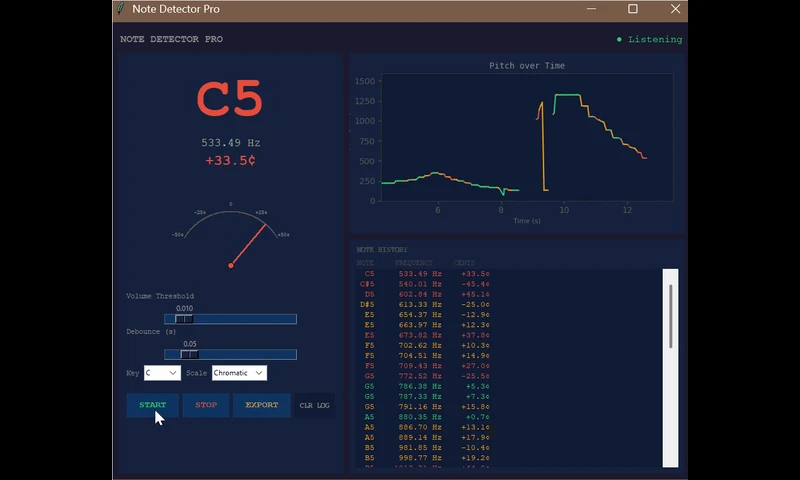 Note Detector Pro
NOTE DETECTOR PRO
● Listening
C5
533.49 Hz
+33.5¢
-50¢ -25¢ 0 +25¢ +50¢
Volume Threshold
0.010
Debounce (s)
0.05
Key C Scale Chromatic
START STOP EXPORT CLR LOG
Pitch over Time
1500
1250
1000
750
500
250
0
6 8 10 12
Time (s)
NOTE HISTORY
NOTE FREQUENCY CENTS
C5 533.49 Hz +33.5¢
C#5 540.01 Hz -45.4¢
D5 602.84 Hz +45.1¢
D#5 613.33 Hz -25.0¢
E5 654.37 Hz -12.9¢
E5 663.97 Hz +12.3¢
E5 673.82 Hz +37.8¢
F5 702.62 Hz +10.3¢
F5 704.51 Hz +14.9¢
F5 709.43 Hz +27.0¢
G5 772.52 Hz -25.5¢
G5 786.38 Hz +5.3¢
G5 787.33 Hz +7.3¢
G5 791.16 Hz +15.8¢
A5 880.35 Hz +0.7¢
A5 886.70 Hz +13.1¢
A5 889.14 Hz +17.9¢
B5 981.85 Hz -10.4¢
B5 998.77 Hz +19.2¢